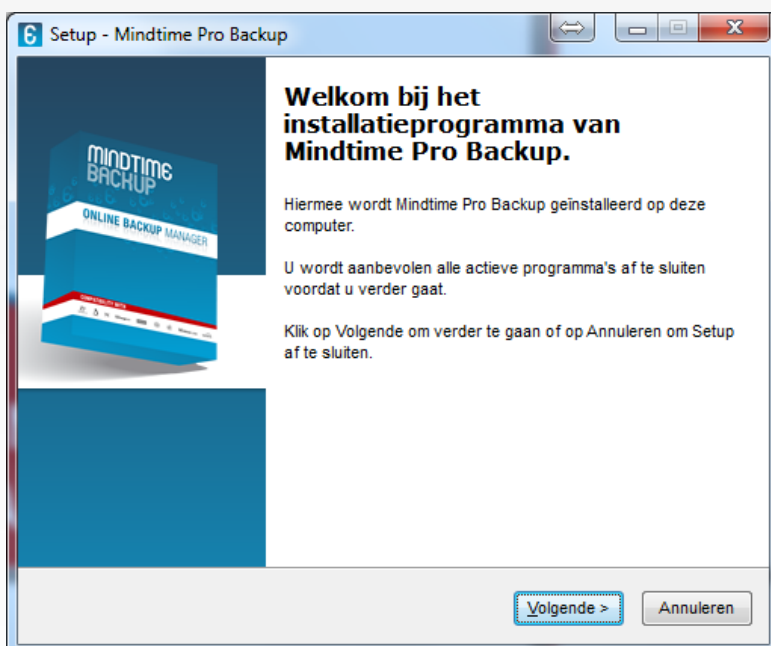 Setup - Mindtime Pro Backup
MINDTIME
BACKUP
ONLINE BACKUP MANAGER
COMPATIBILITY WITH
Welkom bij het
installatieprogramma van
Mindtime Pro Backup.
Hiermee wordt Mindtime Pro Backup geïnstalleerd op deze
computer.
U wordt aanbevolen alle actieve programma's af te sluiten
voordat u verder gaat.
Klik op Volgende om verder te gaan of op Annuleren om Setup
af te sluiten.
Volgende >
Annuleren